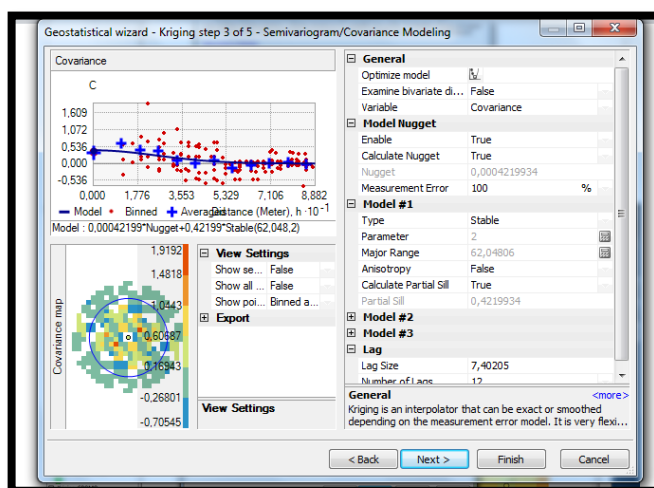 Geostatistical wizard - Kriging step 3 of 5 - Semivariogram/Covariance Modeling
Covariance
C
1.609
1.072
0.536
0.000
-0.536
0,000 1,776 3,553 5,329 7,106 8,882
Model Binned Averaged Distance (Meter), h ·10⁻¹
Model : 0,00042199*Nugget+0,42199*Stable(62,048,2)
Covariance map
1,9192
1,4818
1,0443
0,60687
0,16943
-0,26801
-0,70545
View Settings
Show se... False
Show all ... False
Show poi... Binned a...
Export
View Settings
General
Optimize model
Examine bivariate di... False
Variable Covariance
Model Nugget
Enable True
Calculate Nugget True
Nugget 0,0004219934
Measurement Error 100 %
Model #1
Type Stable
Parameter 2
Major Range 62,04806
Anisotropy False
Calculate Partial Sill True
Partial Sill 0,4219934
Model #2
Model #3
Lag
Lag Size 7,40205
Number of Lags 12
General <more>
Kriging is an interpolator that can be exact or smoothed
depending on the measurement error model. It is very flexi...
< Back Next > Finish Cancel